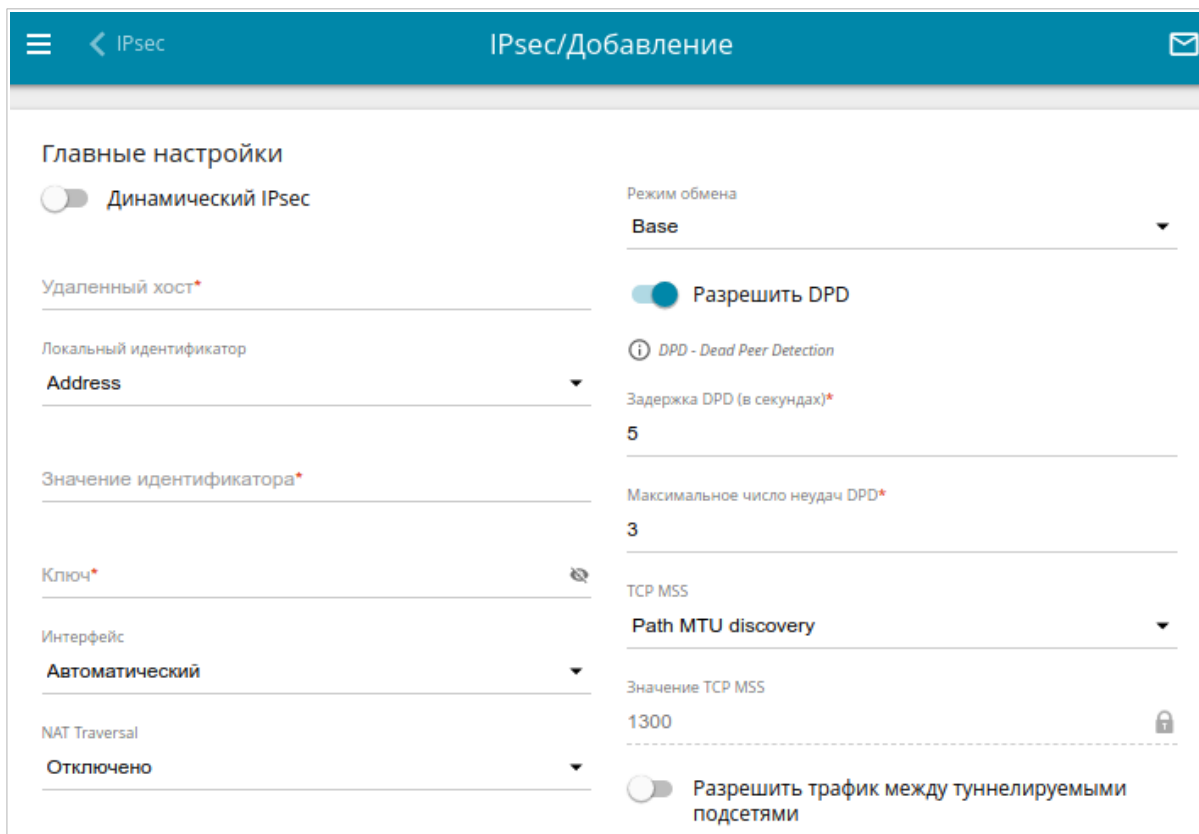 IPsec
IPsec/Добавление
Главные настройки
Динамический IPsec
Удаленный хост*
Локальный идентификатор
Address
Значение идентификатора*
Ключ*
Интерфейс
Автоматический
NAT Traversal
Отключено
Режим обмена
Base
Разрешить DPD
DPD - Dead Peer Detection
Задержка DPD (в секундах)*
5
Максимальное число неудач DPD*
3
TCP MSS
Path MTU discovery
Значение TCP MSS
1300
Разрешить трафик между туннелируемыми
подсетями